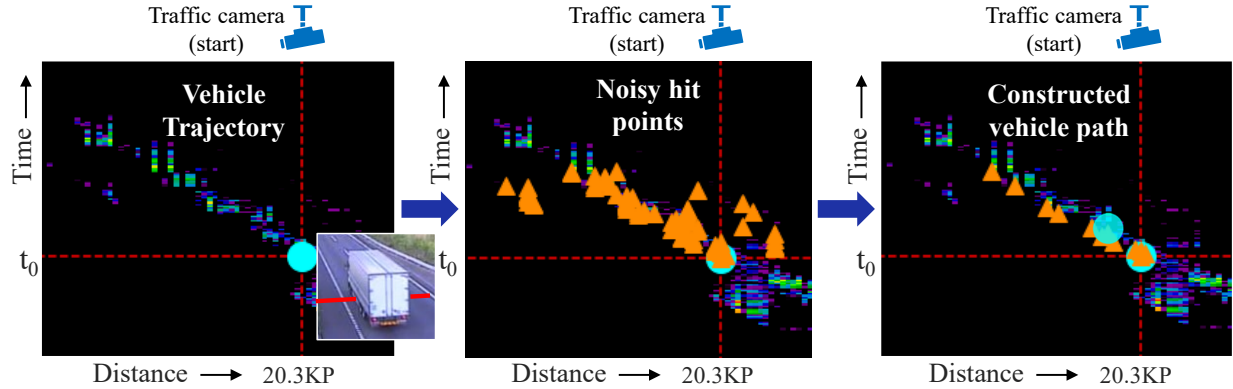 Traffic camera
(start)
Vehicle
Trajectory
Time
t0
Distance
20.3KP
Traffic camera
(start)
Noisy hit
points
Time
t0
Distance
20.3KP
Traffic camera
(start)
Constructed
vehicle path
Time
t0
Distance
20.3KP